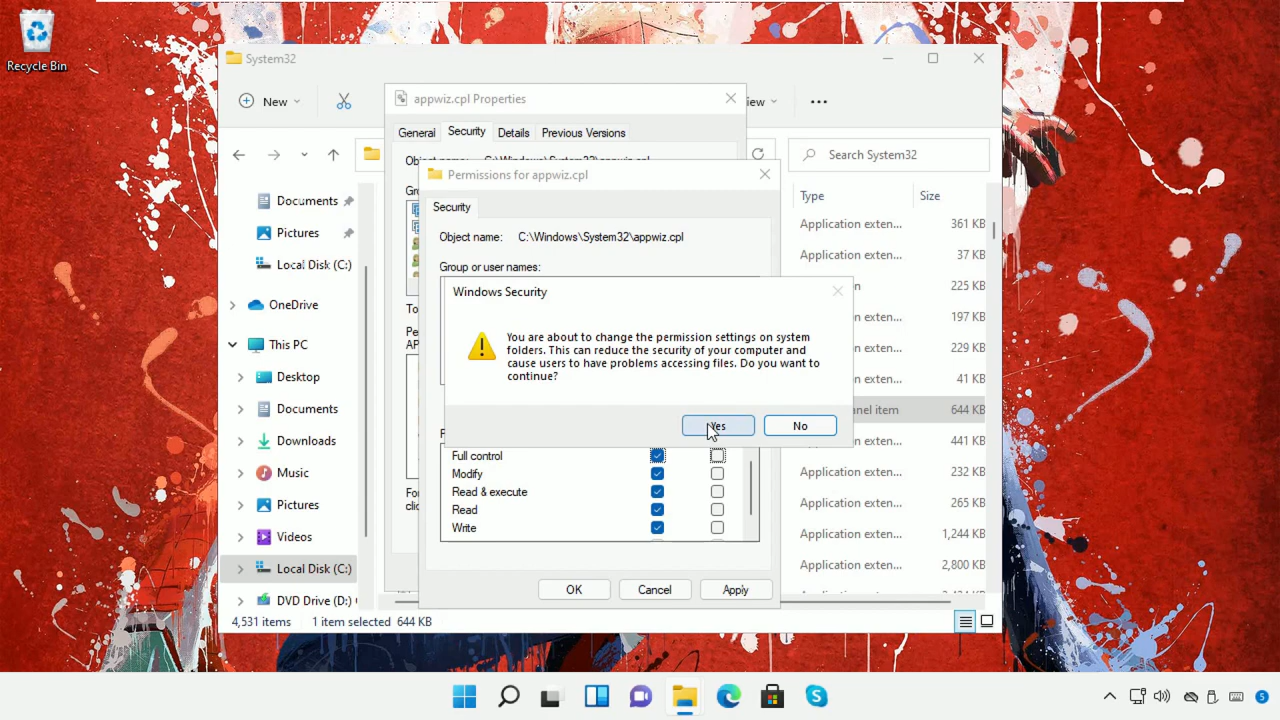 Recycle Bin
System32
New
appwiz.cpl Properties
General
Security
Details
Previous Versions
Search System32
Permissions for appwiz.cpl
Security
Object name: C:\Windows\System32\appwiz.cpl
Group or user names:
Windows Security
You are about to change the permission settings on system
folders. This can reduce the security of your computer and
cause users to have problems accessing files. Do you want to
continue?
Yes
No
Full control
Modify
Read & execute
Read
Write
OK
Cancel
Apply
Documents
Pictures
Local Disk (C:)
OneDrive
This PC
Desktop
Documents
Downloads
Music
Pictures
Videos
Local Disk (C:)
DVD Drive (D:)
Type Size
Application exten... 361 KB
Application exten... 37 KB
225 KB
Application exten... 197 KB
Application exten... 229 KB
Application exten... 41 KB
item 644 KB
Application exten... 441 KB
Application exten... 232 KB
Application exten... 265 KB
Application exten... 1,244 KB
Application exten... 2,800 KB
4,531 items 1 item selected 644 KB
5